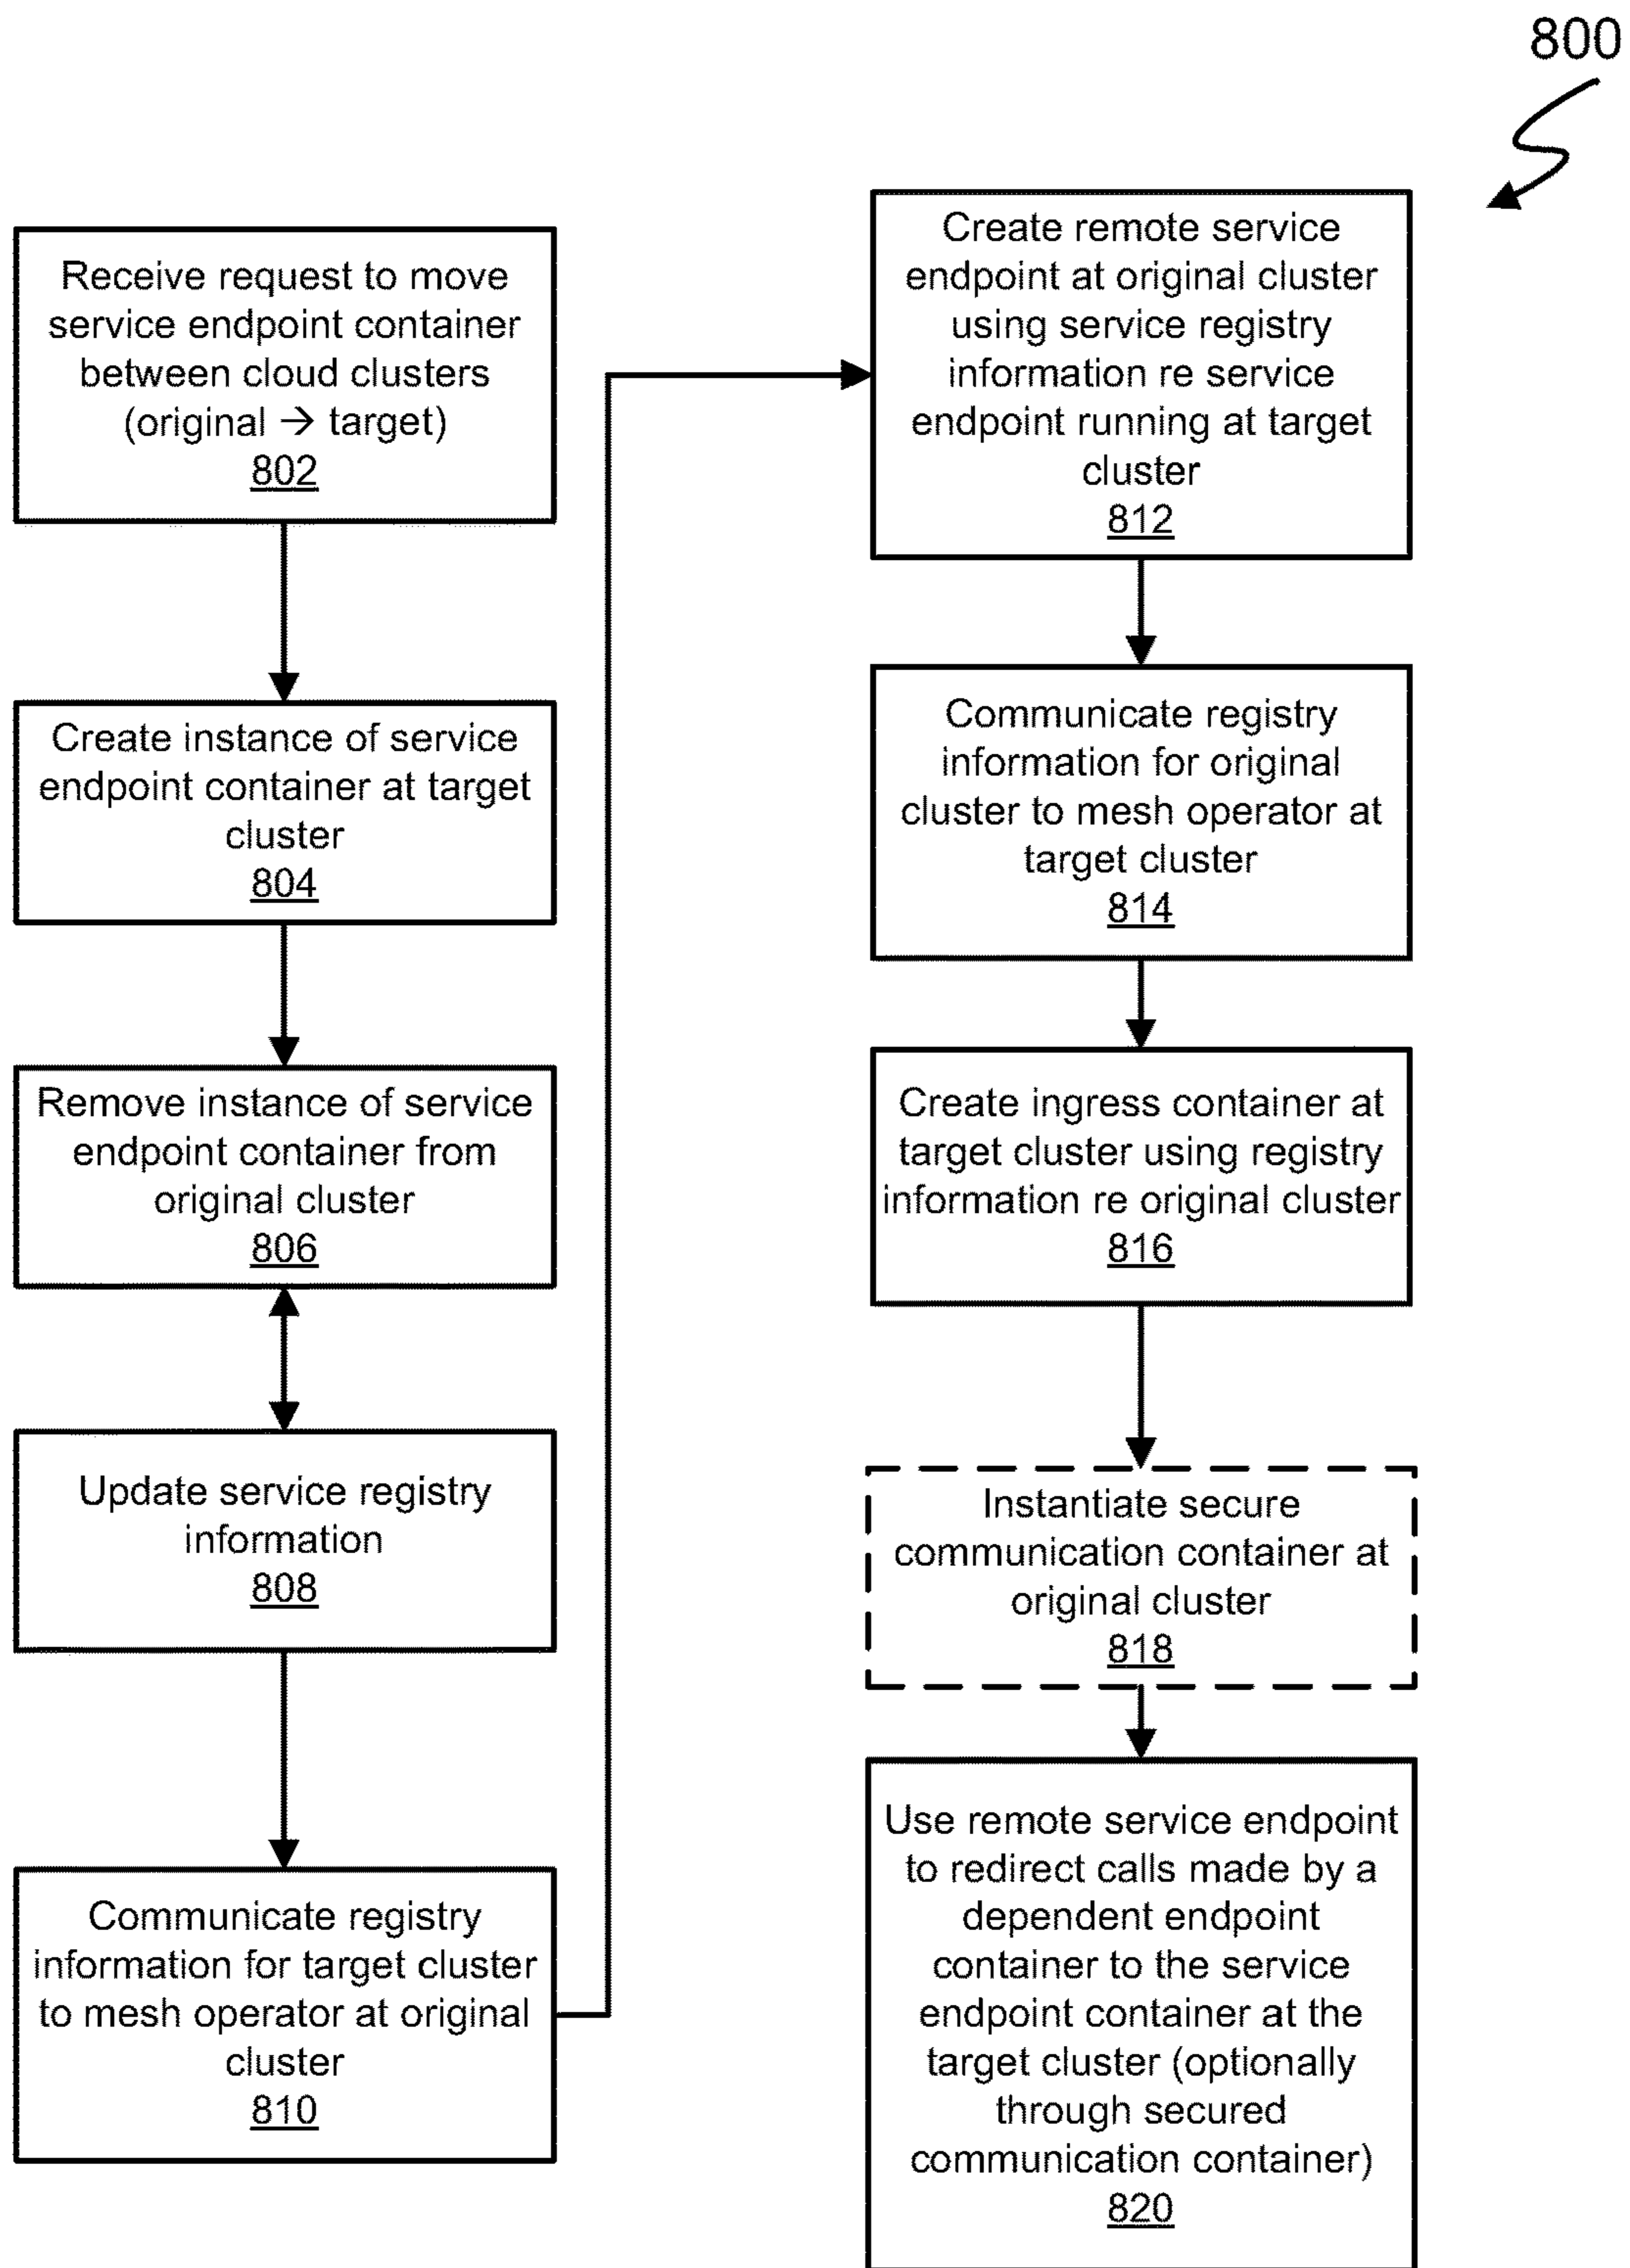 800
Receive request to move
service endpoint container
between cloud clusters
(original → target)
802
Create instance of service
endpoint container at target
cluster
804
Remove instance of service
endpoint container from
original cluster
806
Update service registry
information
808
Communicate registry
information for target cluster
to mesh operator at original
cluster
810
Create remote service
endpoint at original cluster
using service registry
information re service
endpoint running at target
cluster
812
Communicate registry
information for original
cluster to mesh operator at
target cluster
814
Create ingress container at
target cluster using registry
information re original cluster
816
Instantiate secure
communication container at
original cluster
818
Use remote service endpoint
to redirect calls made by a
dependent endpoint
container to the service
endpoint container at the
target cluster (optionally
through secured
communication container)
820